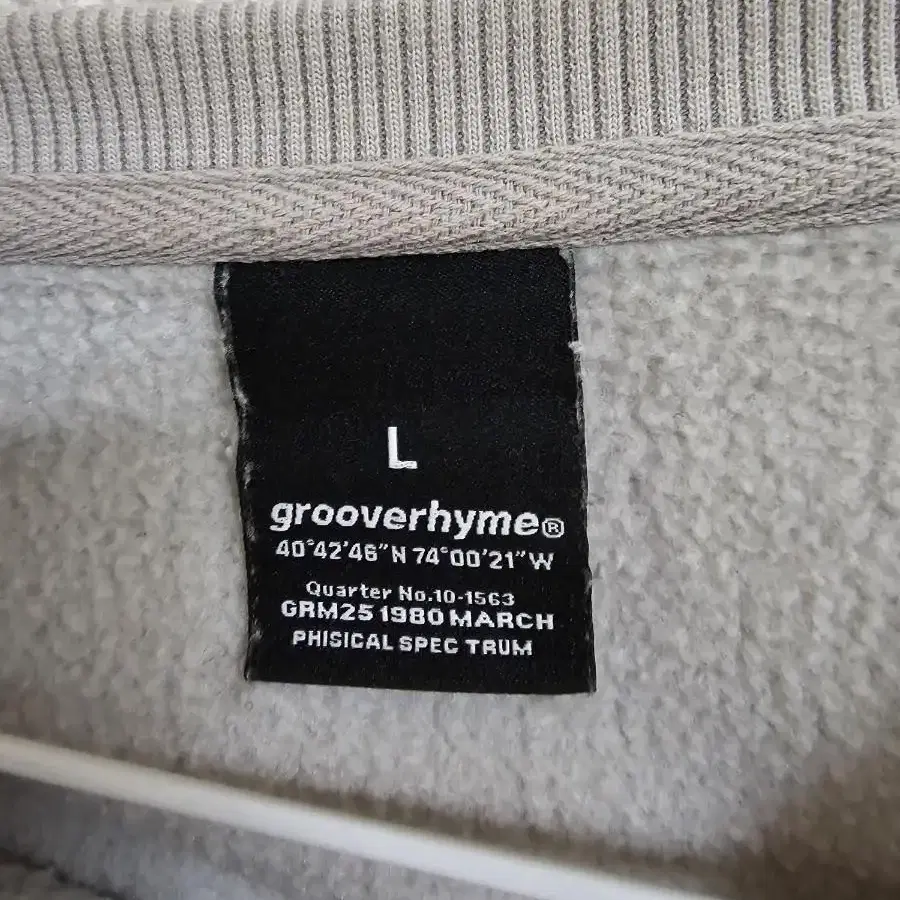 L
grooverhyme®
40°42'46"N 74°00'21"W
Quarter No.10-1563
GRM25 1980 MARCH
PHISICAL SPEC TRUM